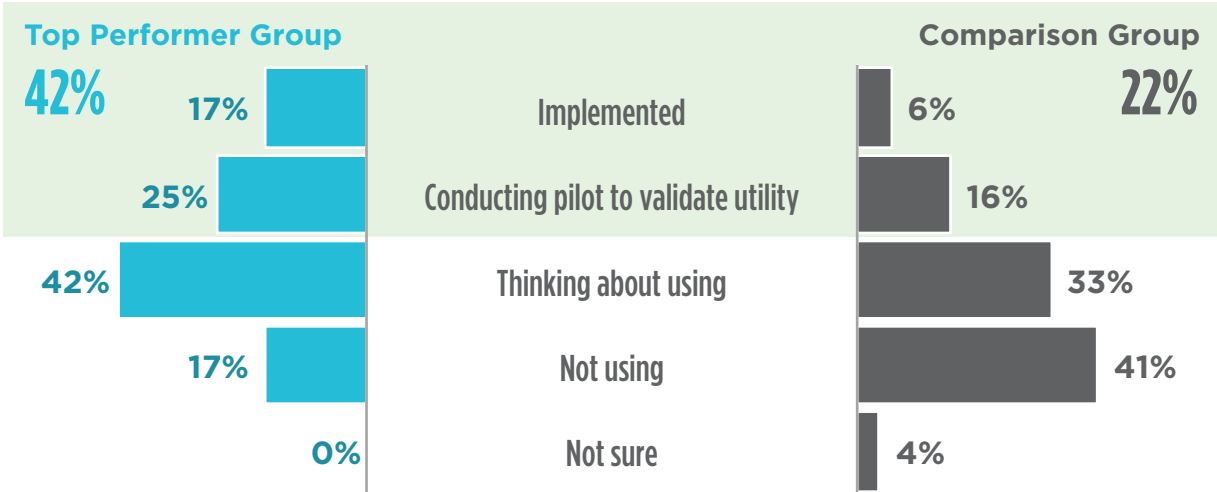 Top Performer Group
Comparison Group
42%
22%
17%
Implemented
6%
25%
Conducting pilot to validate utility
16%
42%
Thinking about using
33%
17%
Not using
41%
0%
Not sure
4%